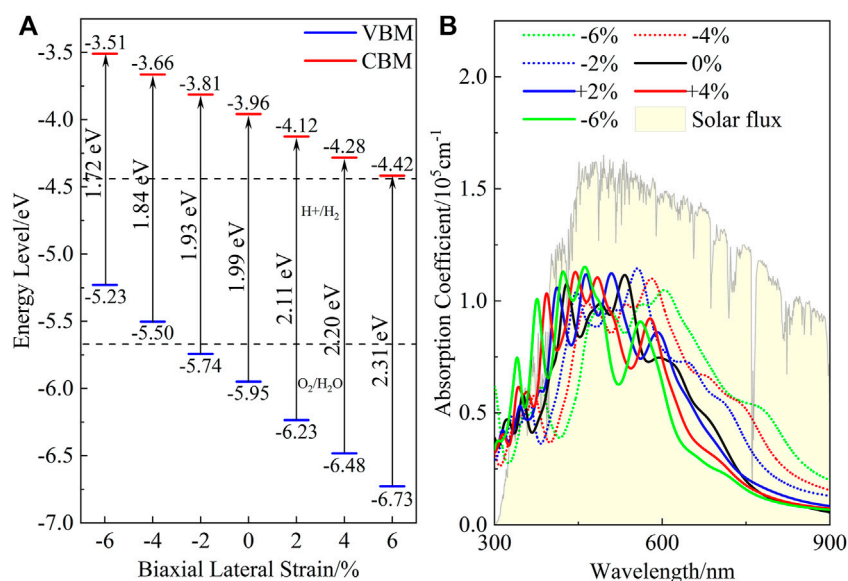 A
VBM
CBM
-3.51
-3.66
-3.81
-3.96
-4.12
-4.28
-4.42
1.72 eV
1.84 eV
1.93 eV
1.99 eV
2.11 eV
2.20 eV
2.31 eV
H+/H2
O2/H2O
-5.23
-5.50
-5.74
-5.95
-6.23
-6.48
-6.73
Energy Level/eV
-3.5
-4.0
-4.5
-5.0
-5.5
-6.0
-6.5
-7.0
-6 -4 -2 0 2 4 6
Biaxial Lateral Strain/%
B
-6% -4%
-2% 0%
+2% +4%
-6% Solar flux
Absorption Coefficient/10⁵cm⁻¹
2.0
1.5
1.0
0.5
0.0
300 600 900
Wavelength/nm